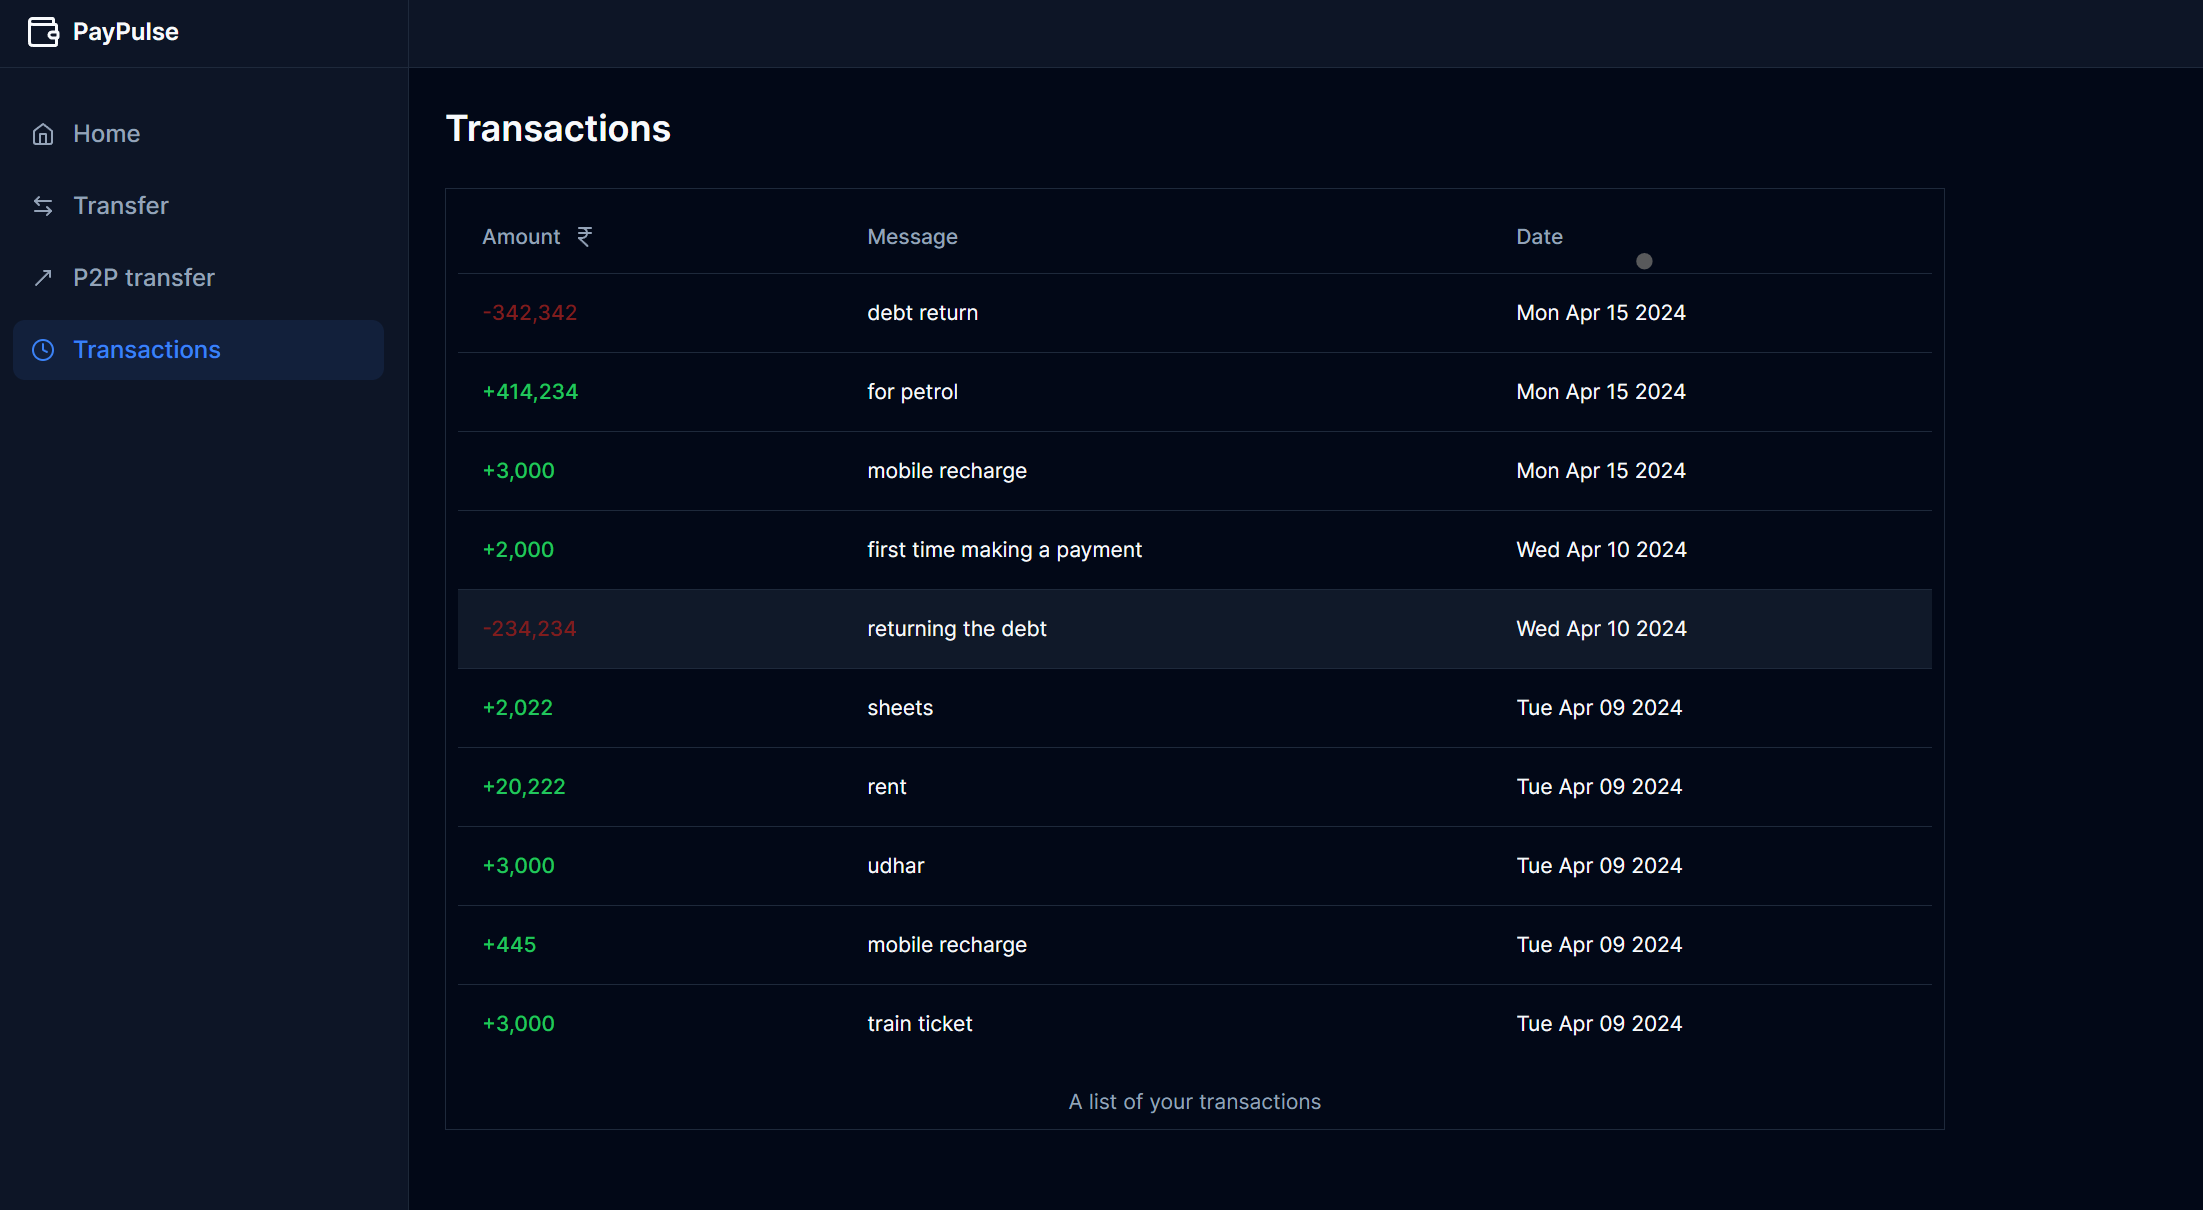 PayPulse
Home
Transfer
P2P transfer
Transactions
Transactions
Amount ₹ Message Date
-342,342 debt return Mon Apr 15 2024
+414,234 for petrol Mon Apr 15 2024
+3,000 mobile recharge Mon Apr 15 2024
+2,000 first time making a payment Wed Apr 10 2024
-234,234 returning the debt Wed Apr 10 2024
+2,022 sheets Tue Apr 09 2024
+20,222 rent Tue Apr 09 2024
+3,000 udhar Tue Apr 09 2024
+445 mobile recharge Tue Apr 09 2024
+3,000 train ticket Tue Apr 09 2024
A list of your transactions